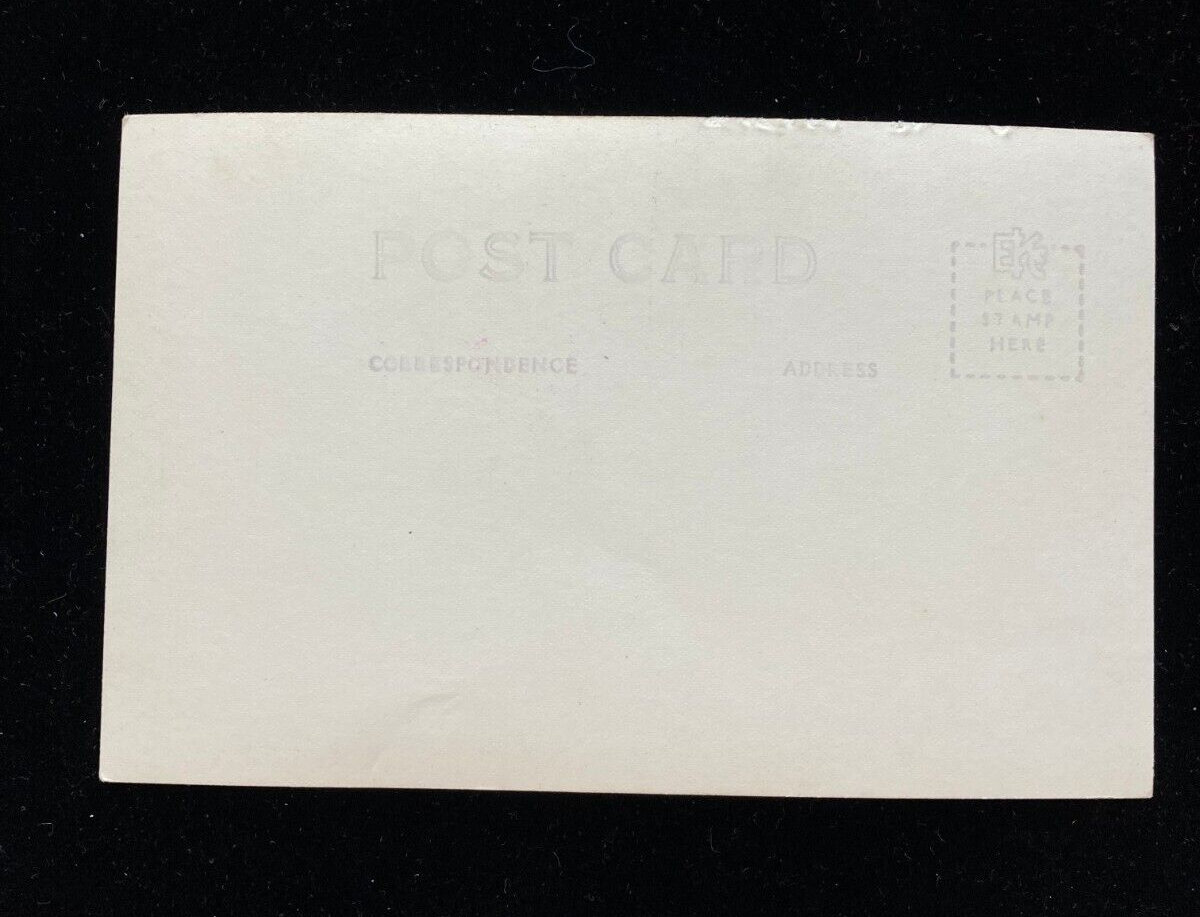 POST CARD
PLACE
STAMP
HERE
CORRESPONDENCE
ADDRESS